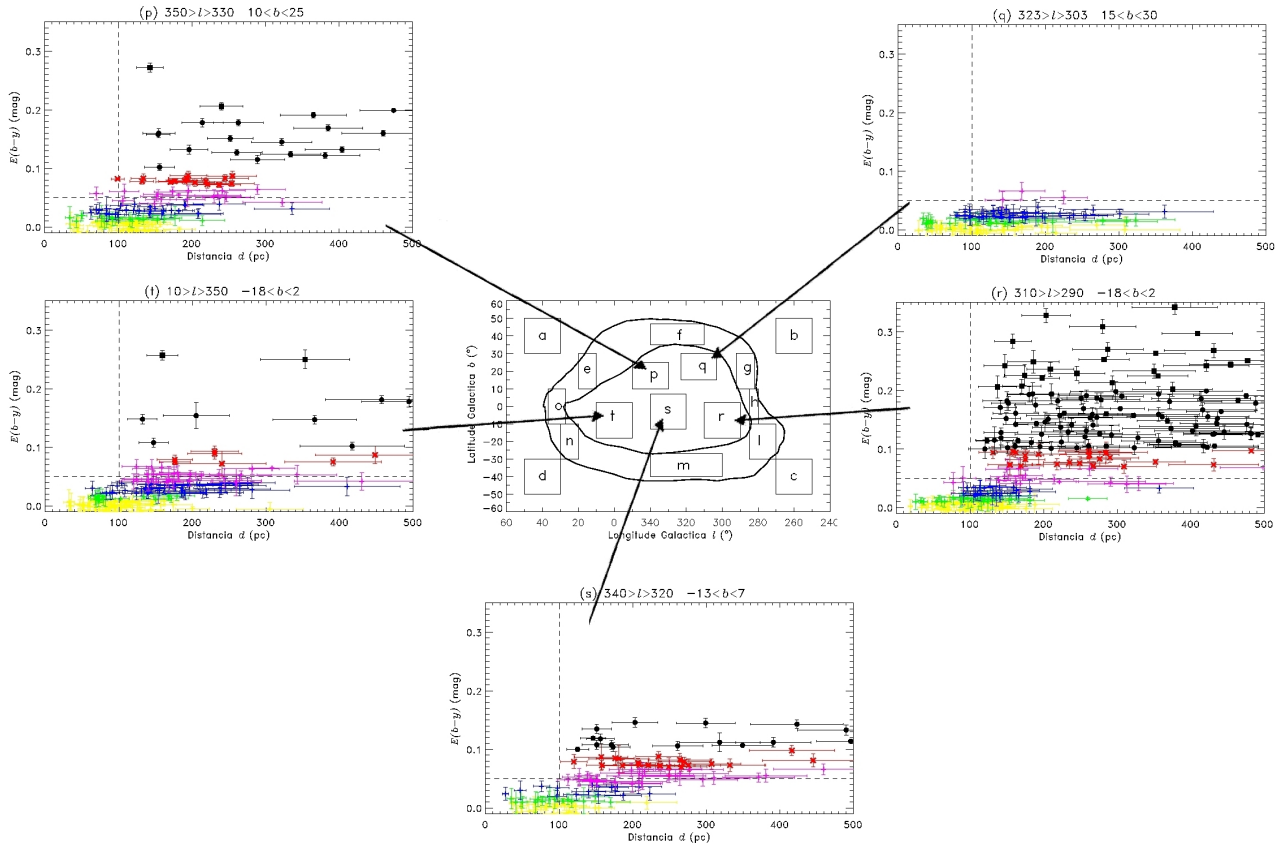 (p) 350>l>330 10<b<25
0.3
0.2
0.1
0.0
E(b−y) (mag)
0 100 200 300 400 500
Distancia d (pc)
(q) 323>l>303 15<b<30
0.3
0.2
0.1
0.0
E(b−y) (mag)
0 100 200 300 400 500
Distancia d (pc)
(t) 10>l>350 −18<b<2
0.3
0.2
0.1
0.0
E(b−y) (mag)
0 100 200 300 400 500
Distancia d (pc)
60
50
40
30
20
10
0
−10
−20
−30
−40
−50
−60
Latitude Galactica b (°)
a
f
b
e
p
q
g
o
t
s
r
h
n
l
m
d
c
60 40 20 0 340 320 300 280 260 240
Longitude Galactica l (°)
(r) 310>l>290 −18<b<2
0.3
0.2
0.1
0.0
E(b−y) (mag)
0 100 200 300 400 500
Distancia d (pc)
(s) 340>l>320 −13<b<7
0.3
0.2
0.1
0.0
E(b−y) (mag)
0 100 200 300 400 500
Distancia d (pc)